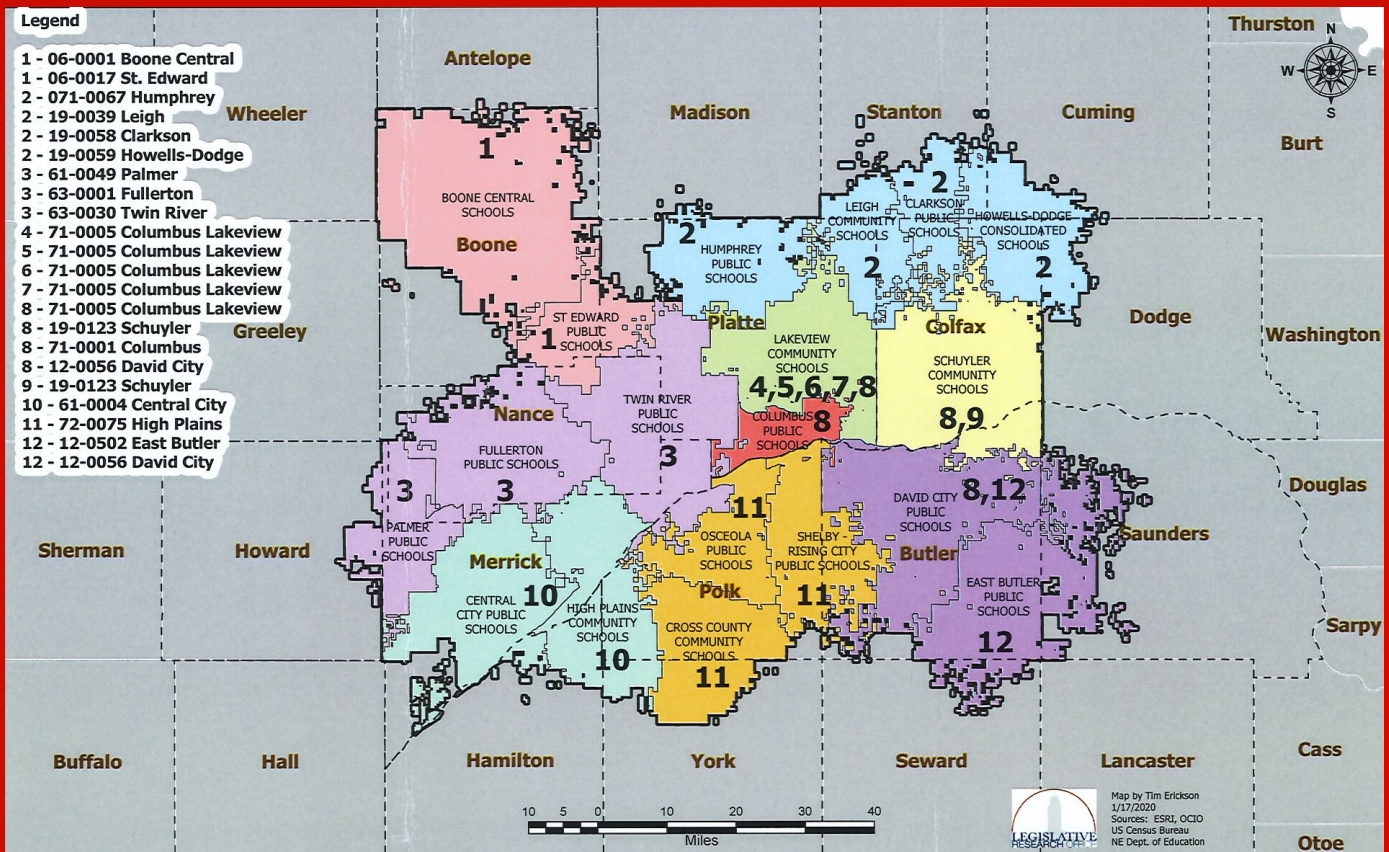 Legend
1 - 06-0001 Boone Central
1 - 06-0017 St. Edward
2 - 071-0067 Humphrey
2 - 19-0039 Leigh
2 - 19-0058 Clarkson
2 - 19-0059 Howells-Dodge
3 - 61-0049 Palmer
3 - 63-0001 Fullerton
3 - 63-0030 Twin River
4 - 71-0005 Columbus Lakeview
5 - 71-0005 Columbus Lakeview
6 - 71-0005 Columbus Lakeview
7 - 71-0005 Columbus Lakeview
8 - 71-0005 Columbus Lakeview
8 - 19-0123 Schuyler
8 - 71-0001 Columbus
8 - 12-0056 David City
9 - 19-0123 Schuyler
10 - 61-0004 Central City
11 - 72-0075 High Plains
12 - 12-0502 East Butler
12 - 12-0056 David City
Thurston
N
W
E
S
Antelope
Wheeler
Madison
Stanton
Cuming
Burt
1
BOONE CENTRAL
SCHOOLS
Boone
2
HUMPHREY
PUBLIC
SCHOOLS
LEIGH
COMMUNITY
SCHOOLS
2
2
CLARKSON
PUBLIC
SCHOOLS
HOWELLS-DODGE
CONSOLIDATED
SCHOOLS
2
Greeley
ST EDWARD
PUBLIC
SCHOOLS
1
Platte
LAKEVIEW
COMMUNITY
SCHOOLS
4,5,6,7,8
Colfax
SCHUYLER
COMMUNITY
SCHOOLS
8,9
Dodge
Washington
Nance
TWIN RIVER
PUBLIC
SCHOOLS
3
COLUMBUS
PUBLIC
SCHOOLS
8
FULLERTON
PUBLIC SCHOOLS
3
3
PALMER
PUBLIC
SCHOOLS
11
OSCEOLA
PUBLIC
SCHOOLS
SHELBY -
RISING CITY
PUBLIC SCHOOLS
11
DAVID CITY
PUBLIC
SCHOOLS
8,12
Butler
Saunders
Douglas
Sherman
Howard
Merrick
CENTRAL
CITY PUBLIC
SCHOOLS
10
HIGH PLAINS
COMMUNITY
SCHOOLS
10
Polk
CROSS COUNTY
COMMUNITY
SCHOOLS
11
EAST BUTLER
PUBLIC
SCHOOLS
12
Sarpy
Buffalo
Hall
Hamilton
York
Seward
Lancaster
Cass
Otoe
10 5 0 10 20 30 40
Miles
LEGISLATIVE
RESEARCH OFFICE
Map by Tim Erickson
1/17/2020
Sources: ESRI, OCIO
US Census Bureau
NE Dept. of Education